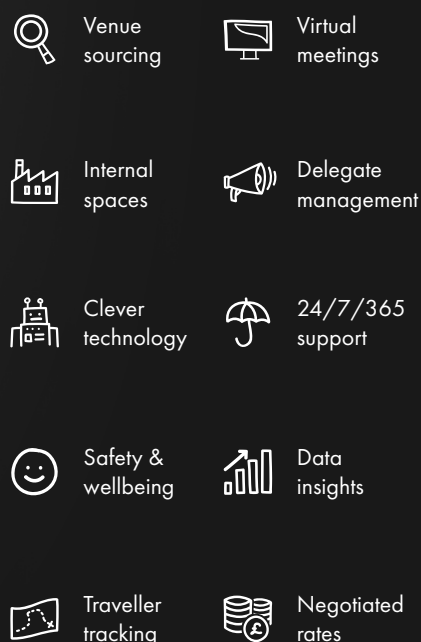 Venue
sourcing
Virtual
meetings
Internal
spaces
Delegate
management
Clever
technology
24/7/365
support
Safety &
wellbeing
Data
insights
Traveller
tracking
£
Negotiated
rates